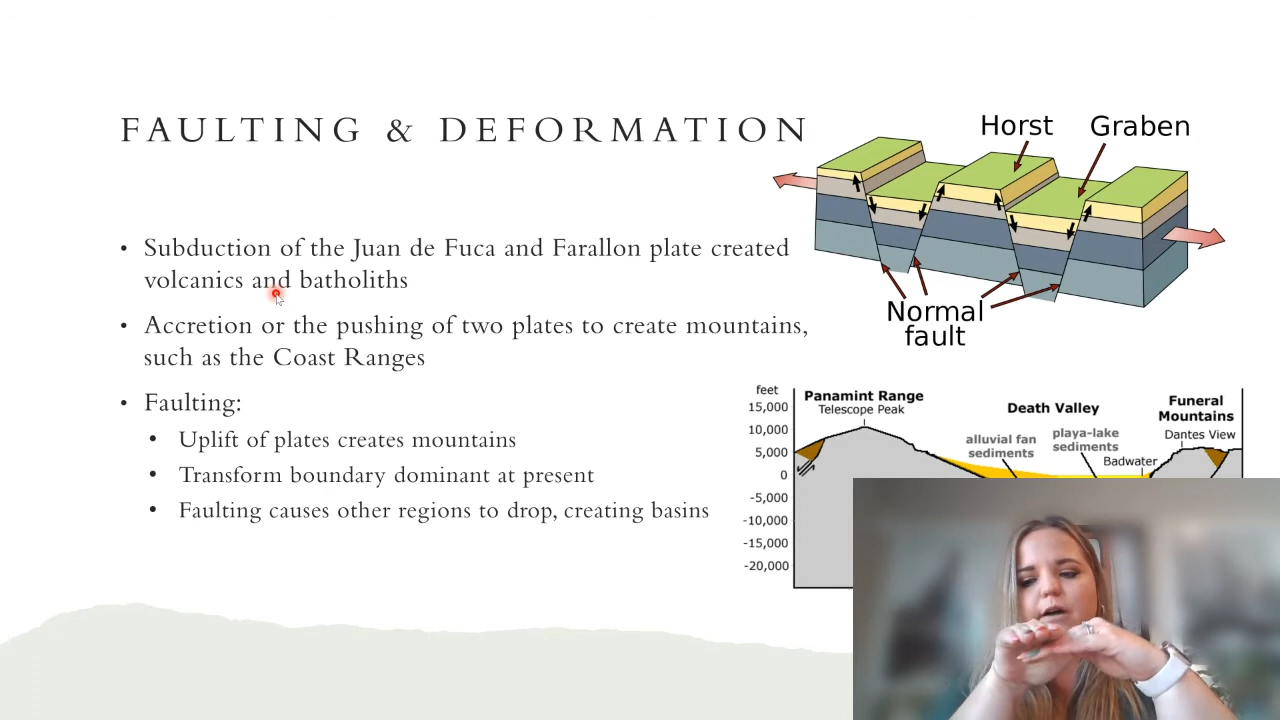 FAULTING & DEFORMATION
• Subduction of the Juan de Fuca and Farallon plate created
volcanics and batholiths
• Accretion or the pushing of two plates to create mountains,
such as the Coast Ranges
• Faulting:
• Uplift of plates creates mountains
• Transform boundary dominant at present
• Faulting causes other regions to drop, creating basins
Horst
Graben
Normal
fault
feet
15,000
10,000
5,000
0
-5,000
-10,000
-15,000
-20,000
Panamint Range
Telescope Peak
Death Valley
alluvial fan
sediments
playa-lake
sediments
Badwater
Funeral
Mountains
Dantes View